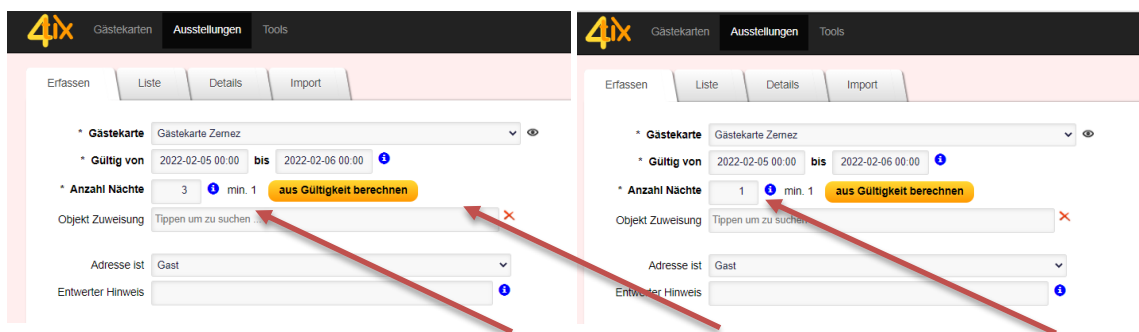 4tix Gästekarten Ausstellungen Tools
Erfassen Liste Details Import
* Gästekarte Gästekarte Zernez
* Gültig von 2022-02-05 00:00 bis 2022-02-06 00:00
* Anzahl Nächte 3 min. 1 aus Gültigkeit berechnen
Objekt Zuweisung Tippen um zu suchen ...
Adresse ist Gast
Entwerter Hinweis
4tix Gästekarten Ausstellungen Tools
Erfassen Liste Details Import
* Gästekarte Gästekarte Zernez
* Gültig von 2022-02-05 00:00 bis 2022-02-06 00:00
* Anzahl Nächte 1 min. 1 aus Gültigkeit berechnen
Objekt Zuweisung Tippen um zu suchen
Adresse ist Gast
Entwerter Hinweis